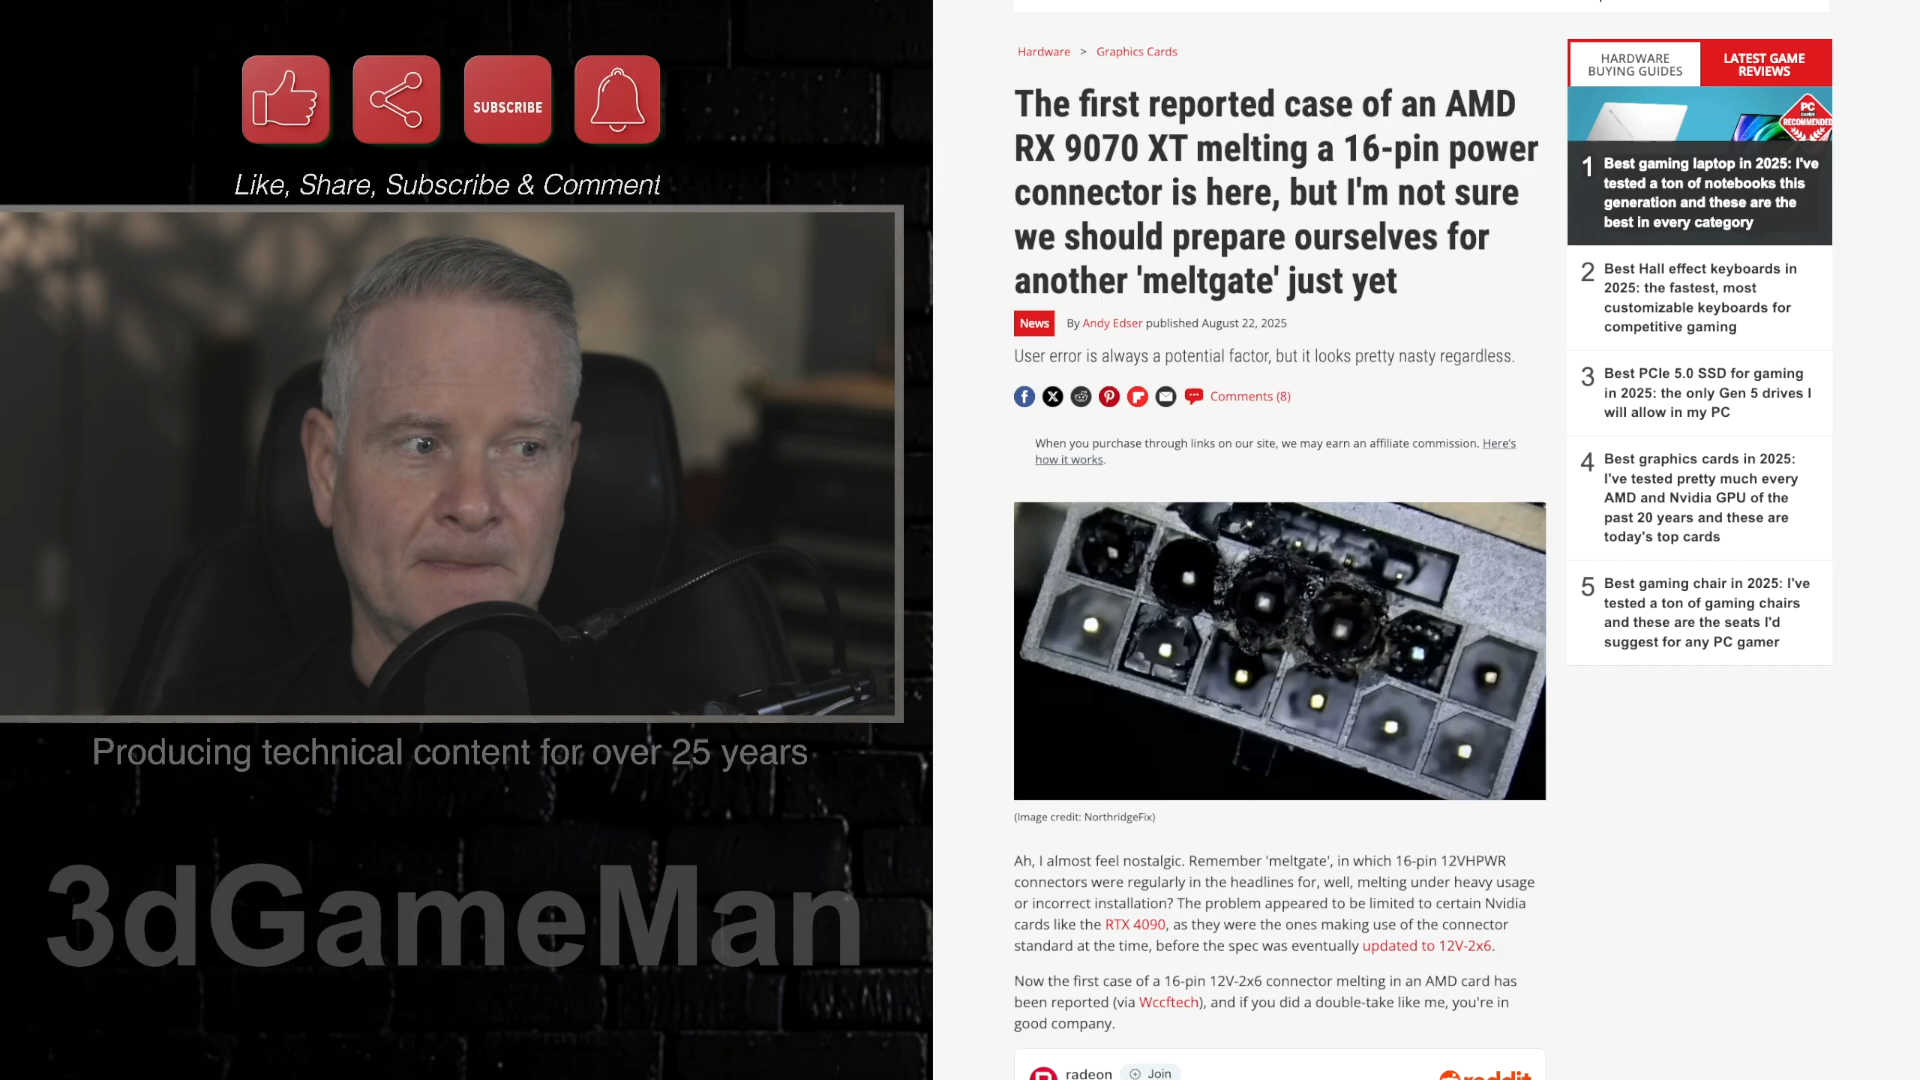 SUBSCRIBE
Like, Share, Subscribe & Comment
Producing technical content for over 25 years
3dGameMan
Hardware > Graphics Cards
The first reported case of an AMD
RX 9070 XT melting a 16-pin power
connector is here, but I'm not sure
we should prepare ourselves for
another 'meltgate' just yet
News By Andy Edser published August 22, 2025
User error is always a potential factor, but it looks pretty nasty regardless.
Comments (8)
When you purchase through links on our site, we may earn an affiliate commission. Here's
how it works.
(Image credit: NorthridgeFix)
Ah, I almost feel nostalgic. Remember 'meltgate', in which 16-pin 12VHPWR
connectors were regularly in the headlines for, well, melting under heavy usage
or incorrect installation? The problem appeared to be limited to certain Nvidia
cards like the RTX 4090, as they were the ones making use of the connector
standard at the time, before the spec was eventually updated to 12V-2x6.
Now the first case of a 16-pin 12V-2x6 connector melting in an AMD card has
been reported (via Wccftech), and if you did a double-take like me, you're in
good company.
radeon Join
reddit
HARDWARE
BUYING GUIDES
LATEST GAME
REVIEWS
PC
GAMER
RECOMMENDED
1 Best gaming laptop in 2025: I've
tested a ton of notebooks this
generation and these are the
best in every category
2 Best Hall effect keyboards in
2025: the fastest, most
customizable keyboards for
competitive gaming
3 Best PCIe 5.0 SSD for gaming
in 2025: the only Gen 5 drives I
will allow in my PC
4 Best graphics cards in 2025:
I've tested pretty much every
AMD and Nvidia GPU of the
past 20 years and these are
today's top cards
5 Best gaming chair in 2025: I've
tested a ton of gaming chairs
and these are the seats I'd
suggest for any PC gamer